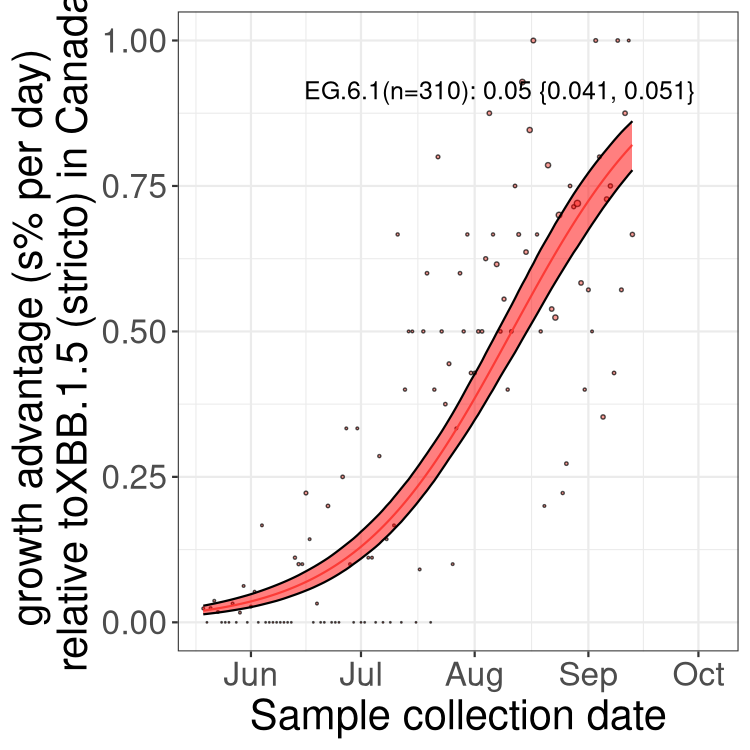 growth advantage (s% per day)
relative toXBB.1.5 (stricto) in Canada
1.00
0.75
0.50
0.25
0.00
EG.6.1(n=310): 0.05 {0.041, 0.051}
Jun Jul Aug Sep Oct
Sample collection date